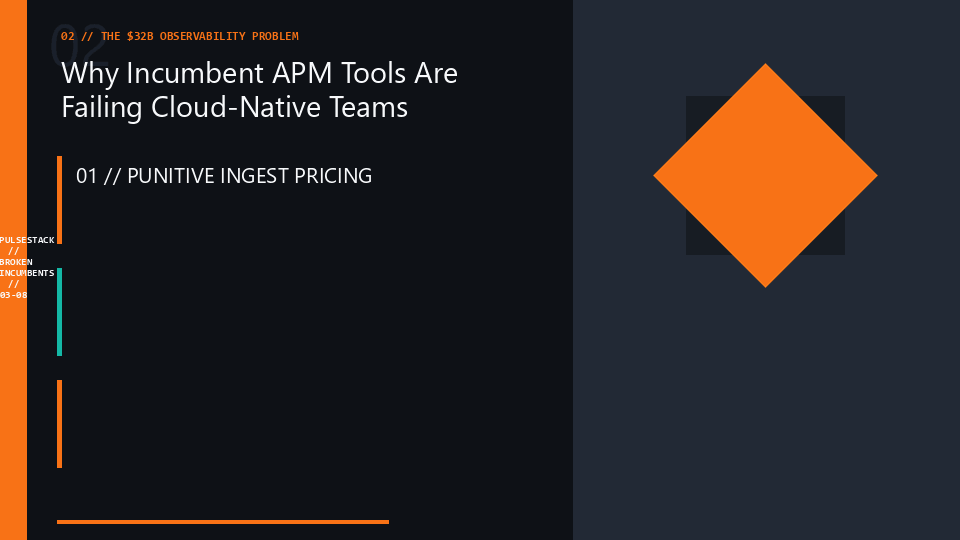 02
02 // THE $32B OBSERVABILITY PROBLEM
Why Incumbent APM Tools Are
Failing Cloud-Native Teams
01 // PUNITIVE INGEST PRICING
PULSESTACK
//
BROKEN
INCUMBENTS
//
03-08